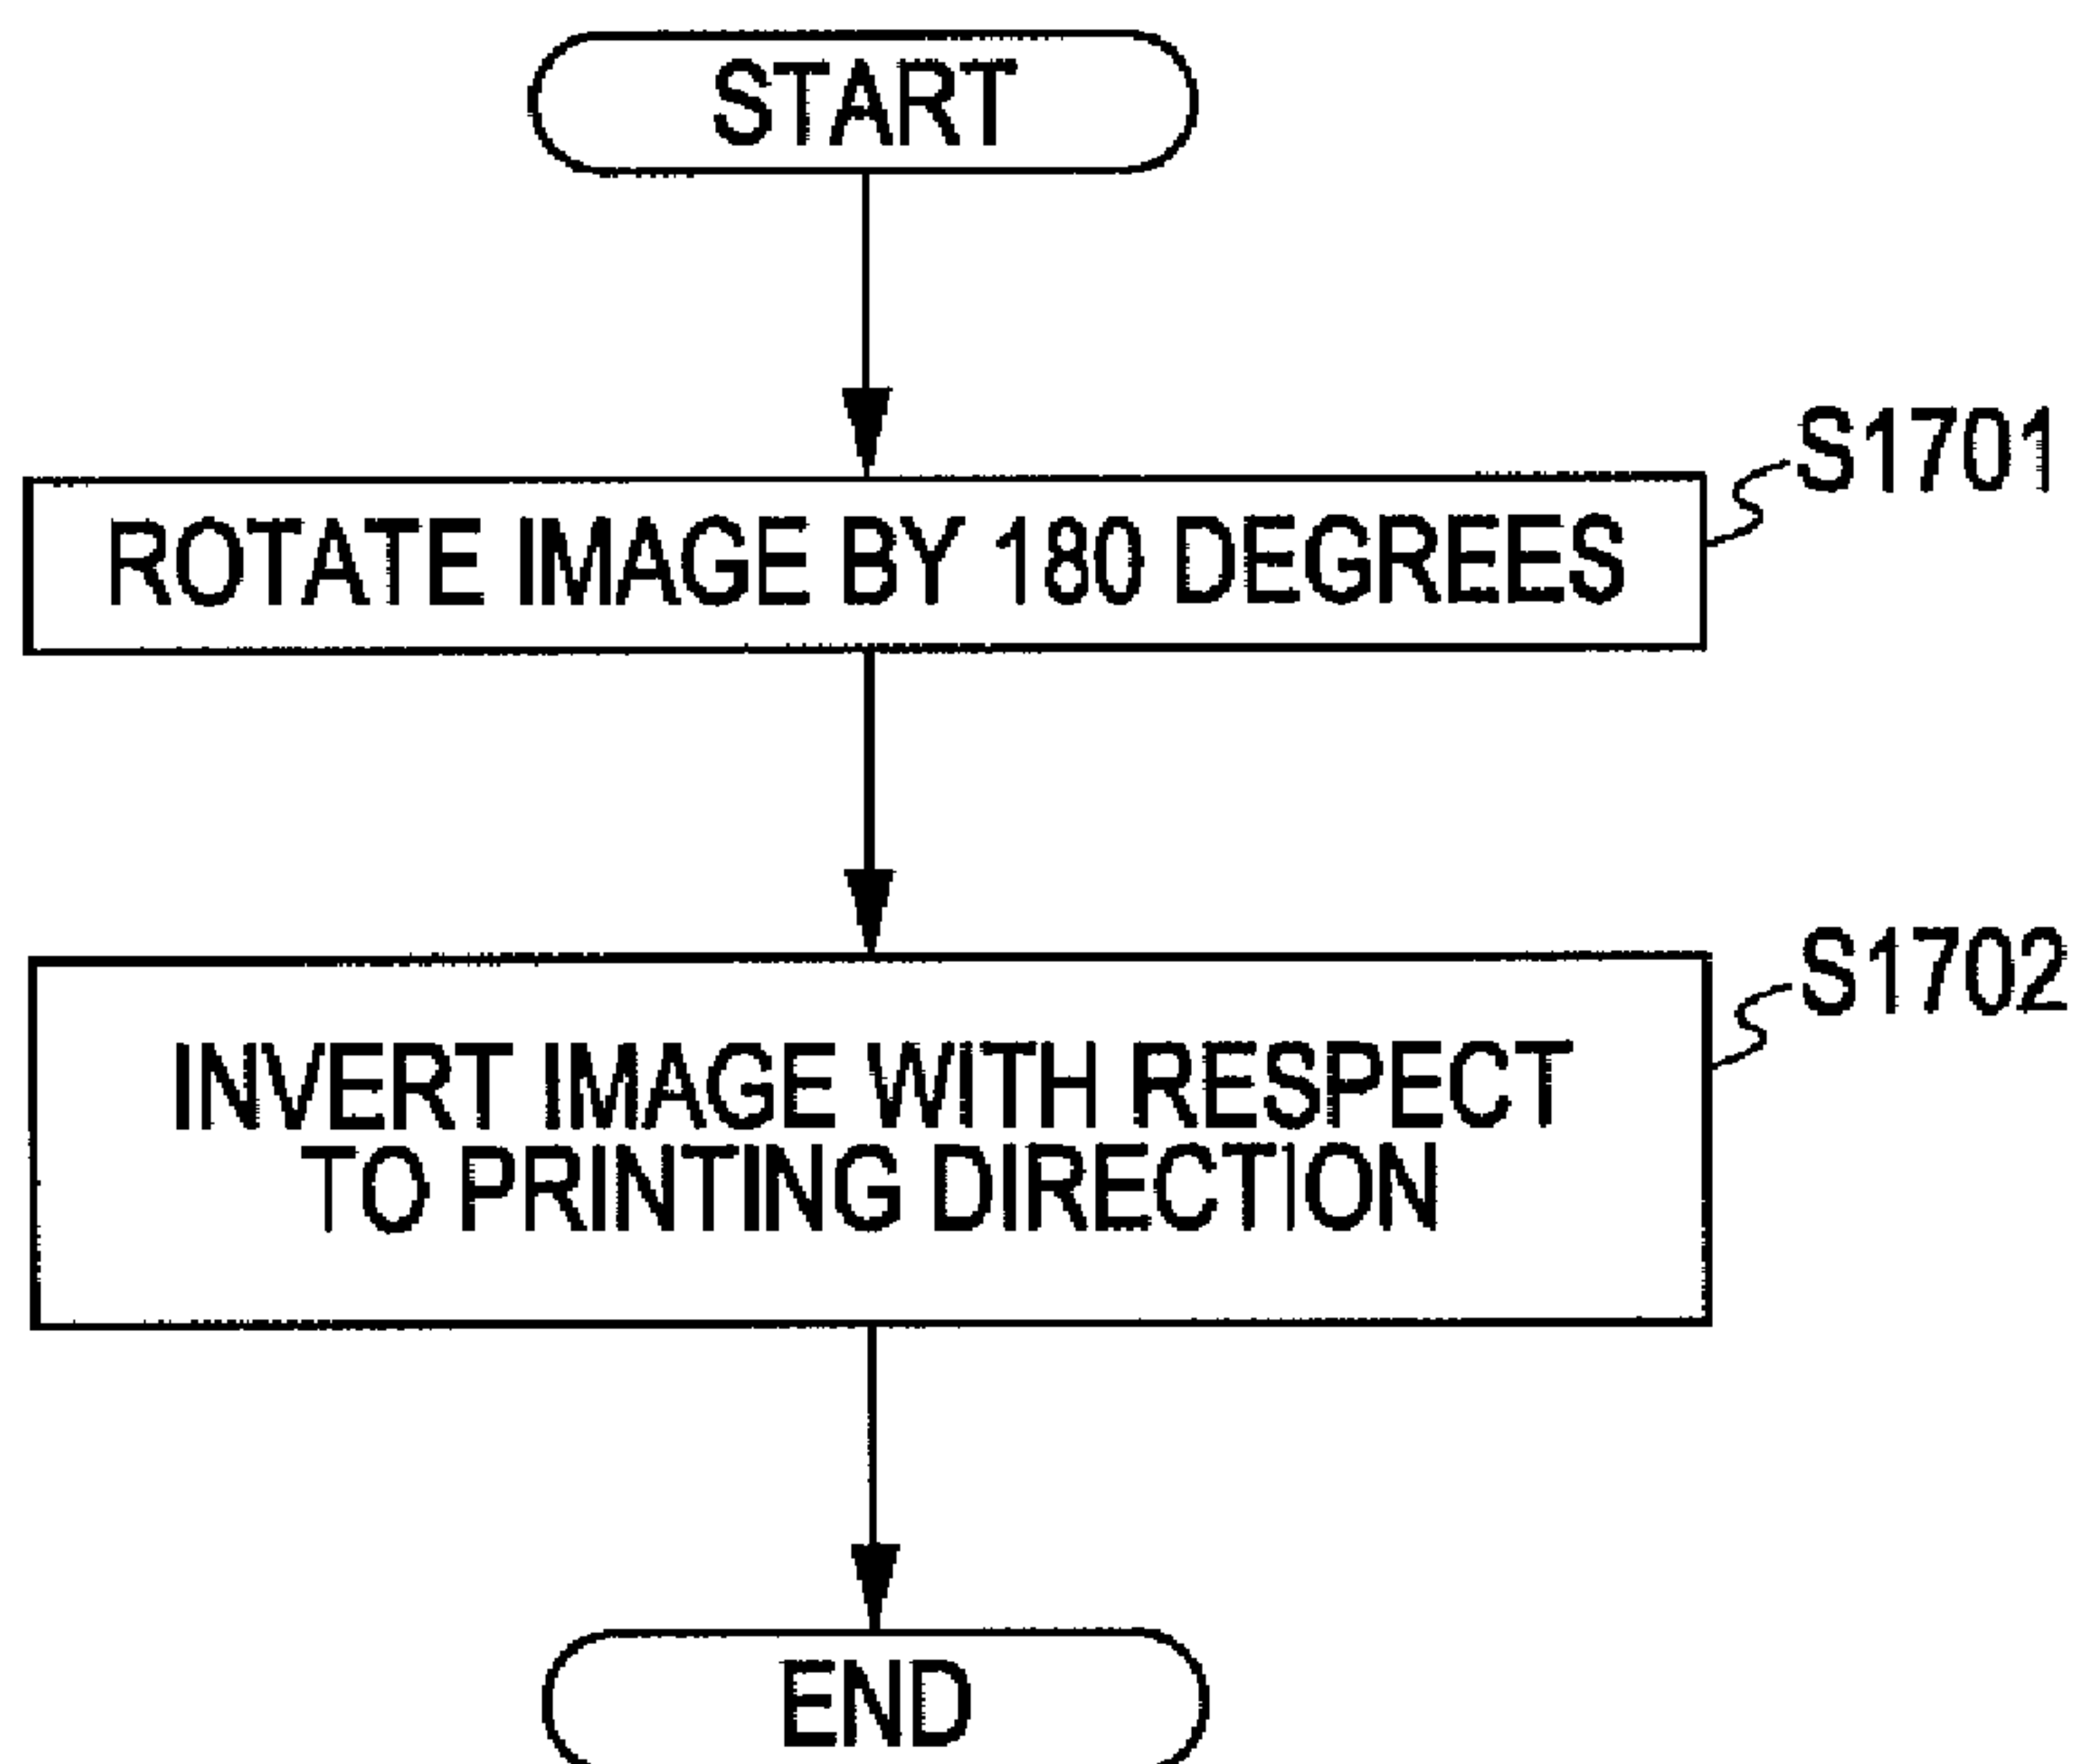 START
S1701
ROTATE IMAGE BY 180 DEGREES
S1702
INVERT IMAGE WITH RESPECT
TO PRINTING DIRECTION
END